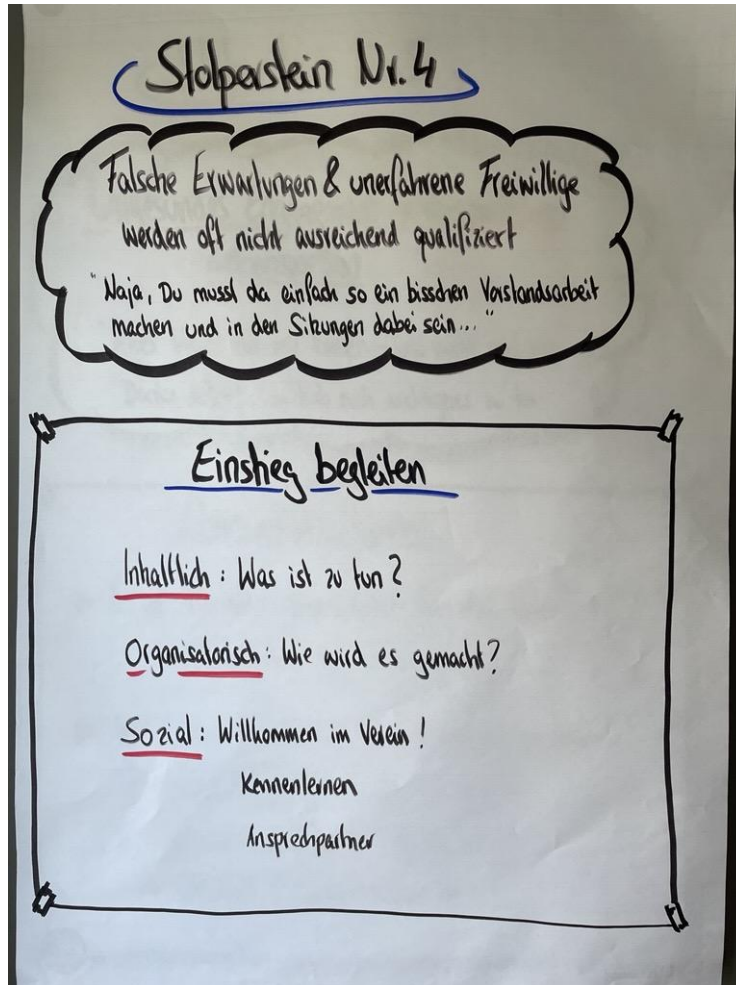 Stolperstein Nr. 4
Falsche Erwartungen & unerfahrene Freiwillige
werden oft nicht ausreichend qualifiziert
"Naja, Du musst da einfach so ein bisschen Vorstandsarbeit
machen und in den Sitzungen dabei sein..."
Einstieg begleiten
Inhaltlich: Was ist zu tun?
Organisatorisch: Wie wird es gemacht?
Sozial: Willkommen im Verein!
Kennenlernen
Ansprechpartner